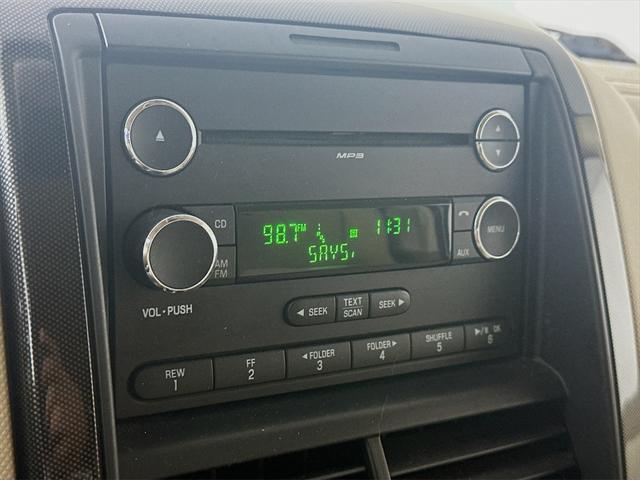 MP3
CD
98.7FM 11:31
SAYS,
AM
FM
MENU
AUX
VOL•PUSH
◄ SEEK
TEXT
SCAN
SEEK ►
REW
1
FF
2
◄ FOLDER
3
FOLDER ►
4
SHUFFLE
5
►/II OK
6